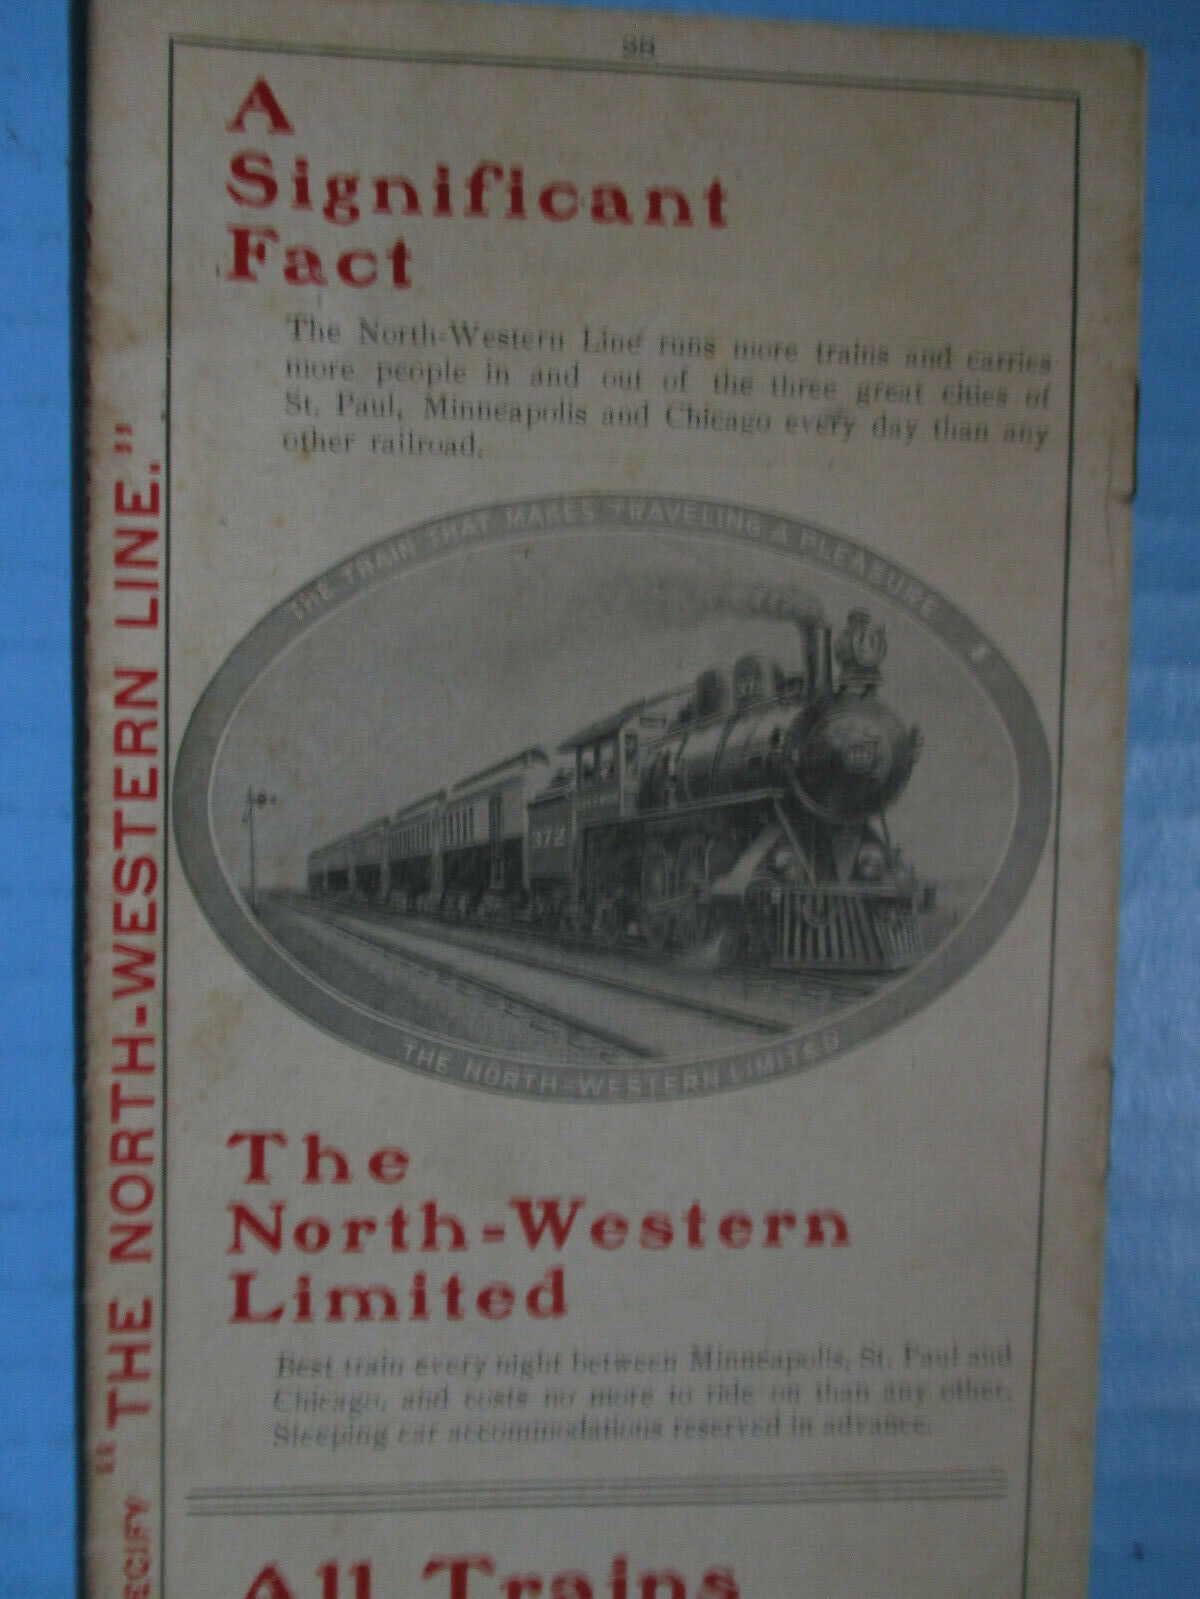 38
A
Significant
Fact
The North-Western Line runs more trains and carries
more people in and out of the three great cities of
St. Paul, Minneapolis and Chicago every day than any
other railroad.
THE TRAIN THAT MAKES TRAVELING A PLEASURE
372
THE NORTH-WESTERN LIMITED
The
North-Western
Limited
Best train every night between Minneapolis, St. Paul and
Chicago, and costs no more to ride on than any other.
Sleeping car accommodations reserved in advance.
All Trains
"THE NORTH-WESTERN LINE."